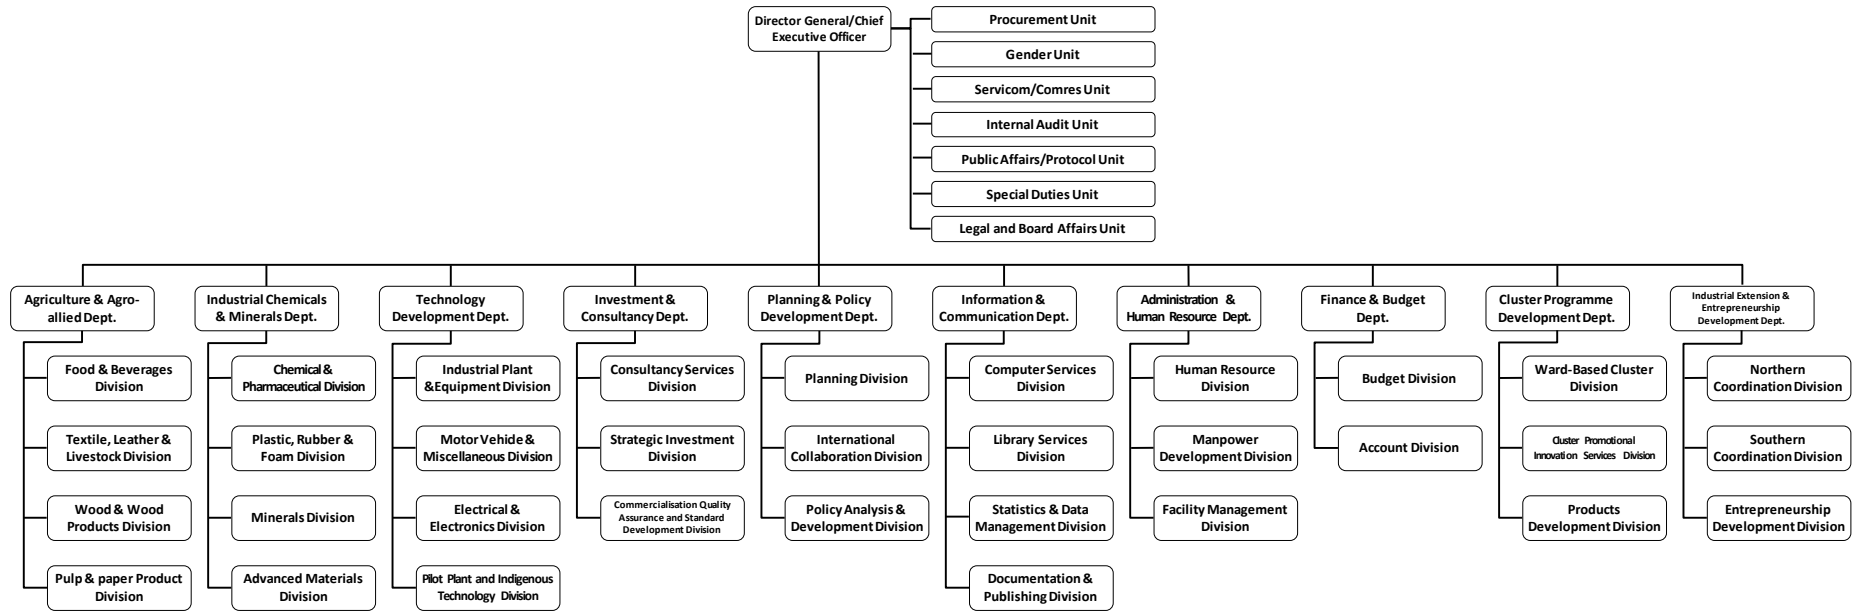 Director General/Chief
Executive Officer
Procurement Unit
Gender Unit
Servicom/Comres Unit
Internal Audit Unit
Public Affairs/Protocol Unit
Special Duties Unit
Legal and Board Affairs Unit
Agriculture & Agro-
allied Dept.
Food & Beverages
Division
Textile, Leather &
Livestock Division
Wood & Wood
Products Division
Pulp & paper Product
Division
Industrial Chemicals
& Minerals Dept.
Chemical &
Pharmaceutical Division
Plastic, Rubber &
Foam Division
Minerals Division
Advanced Materials
Division
Technology
Development Dept.
Industrial Plant
&Equipment Division
Motor Vehide &
Miscellaneous Division
Electrical &
Electronics Division
Pilot Plant and Indigenous
Technology Division
Investment &
Consultancy Dept.
Consultancy Services
Division
Strategic Investment
Division
Commercialisation Quality
Assurance and Standard
Development Division
Planning & Policy
Development Dept.
Planning Division
International
Collaboration Division
Policy Analysis &
Development Division
Information &
Communication Dept.
Computer Services
Division
Library Services
Division
Statistics & Data
Management Division
Documentation &
Publishing Division
Administration &
Human Resource Dept.
Human Resource
Division
Manpower
Development Division
Facility Management
Division
Finance & Budget
Dept.
Budget Division
Account Division
Cluster Programme
Development Dept.
Ward-Based Cluster
Division
Cluster Promotional
Innovation Services Division
Products
Development Division
Industrial Extension &
Entrepreneurship
Development Dept.
Northern
Coordination Division
Southern
Coordination Division
Entrepreneurship
Development Division